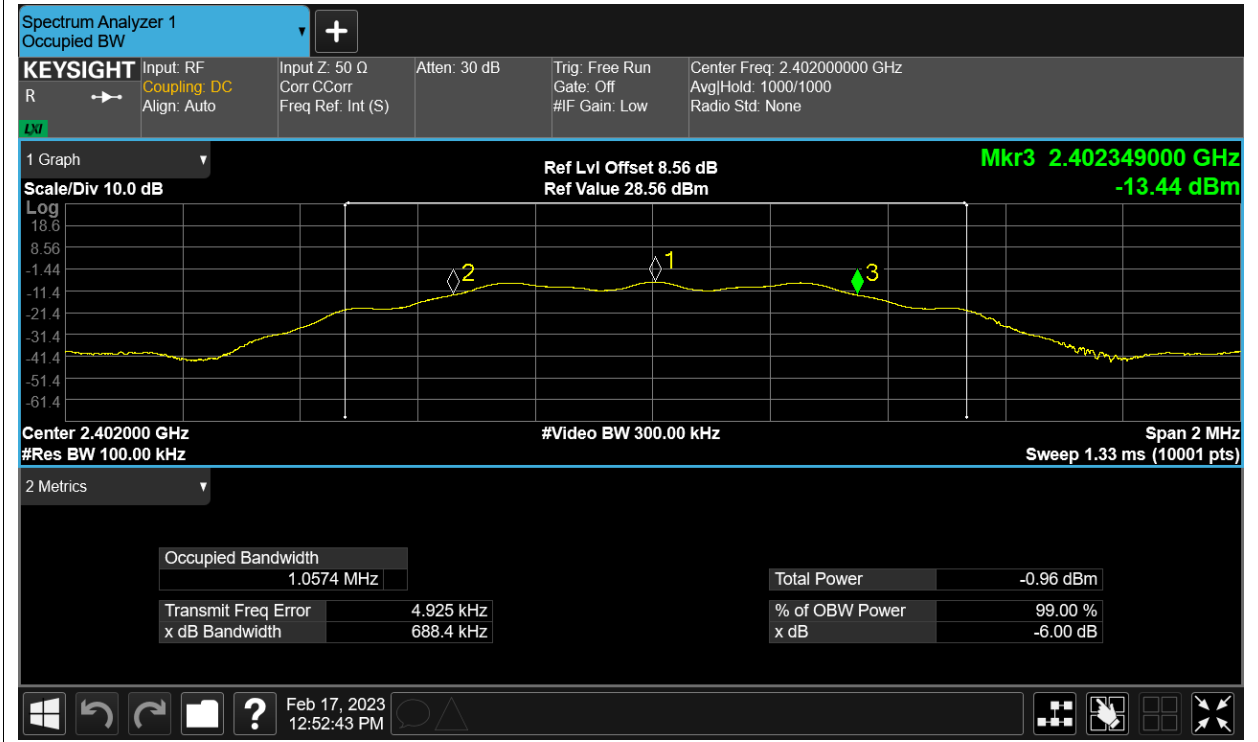 Spectrum Analyzer 1
Occupied BW
KEYSIGHT
R
LXI
Input: RF
Coupling: DC
Align: Auto
Input Z: 50 Ω
Corr CCorr
Freq Ref: Int (S)
Atten: 30 dB
Trig: Free Run
Gate: Off
#IF Gain: Low
Center Freq: 2.402000000 GHz
Avg|Hold: 1000/1000
Radio Std: None
1 Graph
Scale/Div 10.0 dB
Ref Lvl Offset 8.56 dB
Ref Value 28.56 dBm
Mkr3 2.402349000 GHz
-13.44 dBm
Log
18.6
8.56
-1.44
-11.4
-21.4
-31.4
-41.4
-51.4
-61.4
2
1
3
Center 2.402000 GHz
#Video BW 300.00 kHz
Span 2 MHz
#Res BW 100.00 kHz
Sweep 1.33 ms (10001 pts)
2 Metrics
Occupied Bandwidth
1.0574 MHz
Total Power -0.96 dBm
Transmit Freq Error 4.925 kHz
% of OBW Power 99.00 %
x dB Bandwidth 688.4 kHz
x dB -6.00 dB
?
Feb 17, 2023
12:52:43 PM